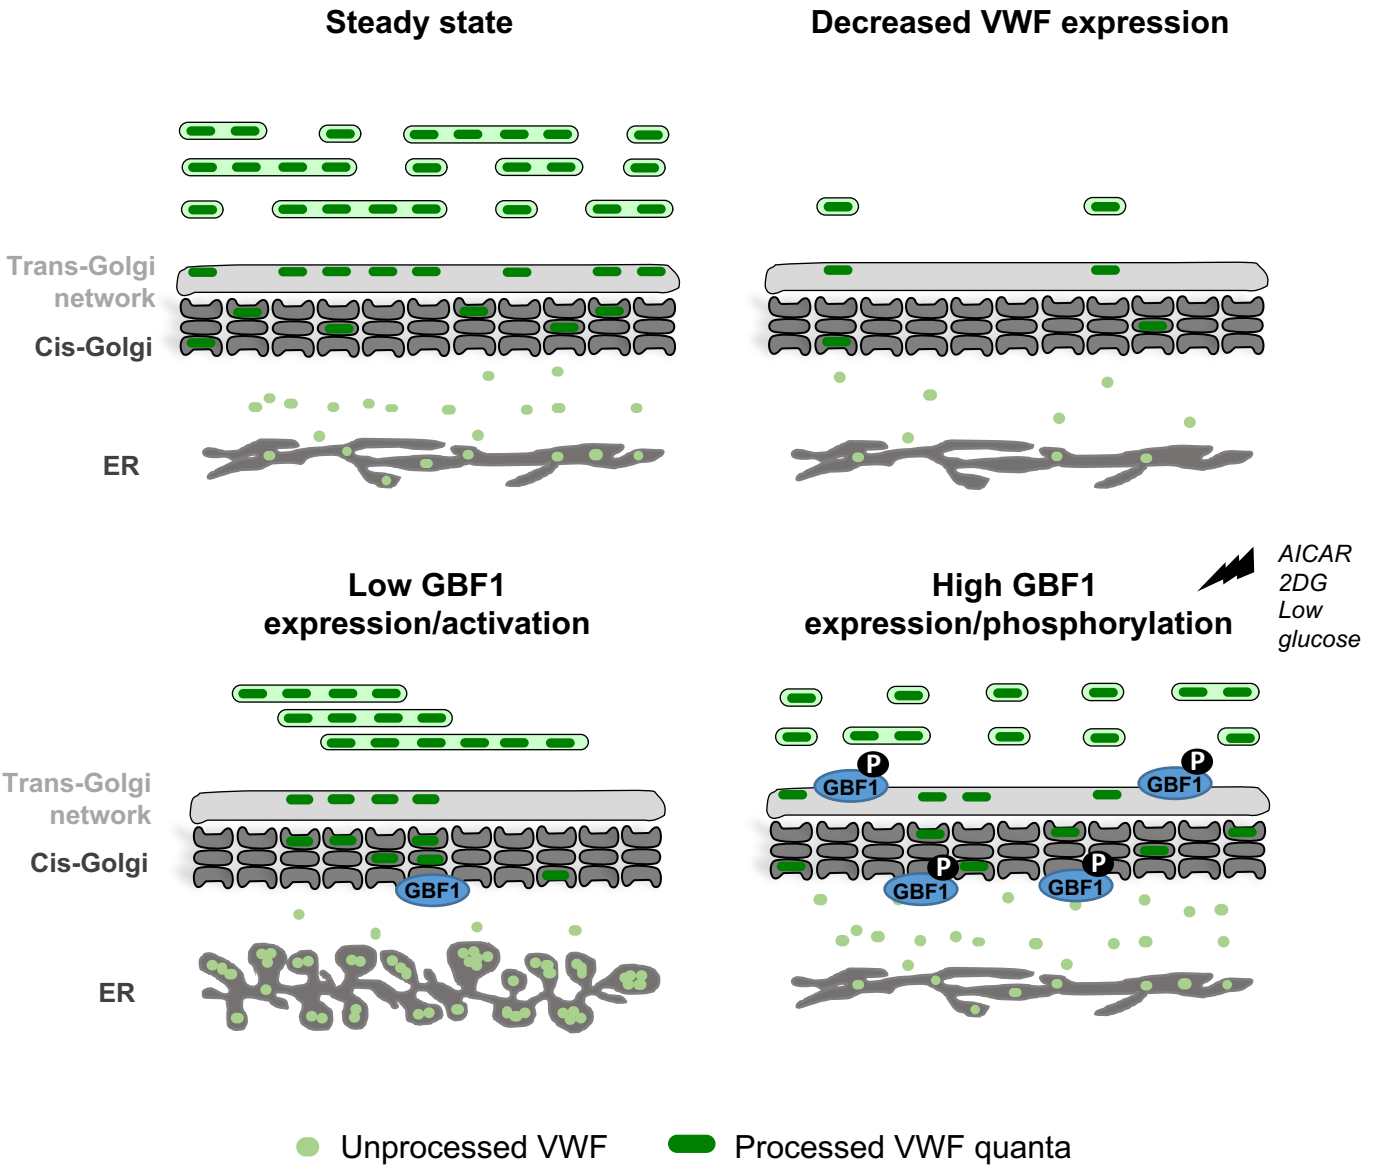 Steady state
Decreased VWF expression
Trans-Golgi
network
Cis-Golgi
ER
Low GBF1
expression/activation
High GBF1
expression/phosphorylation
AICAR
2DG
Low
glucose
Trans-Golgi
network
Cis-Golgi
ER
GBF1
P
GBF1
P
GBF1
P
GBF1
P
GBF1
Unprocessed VWF
Processed VWF quanta